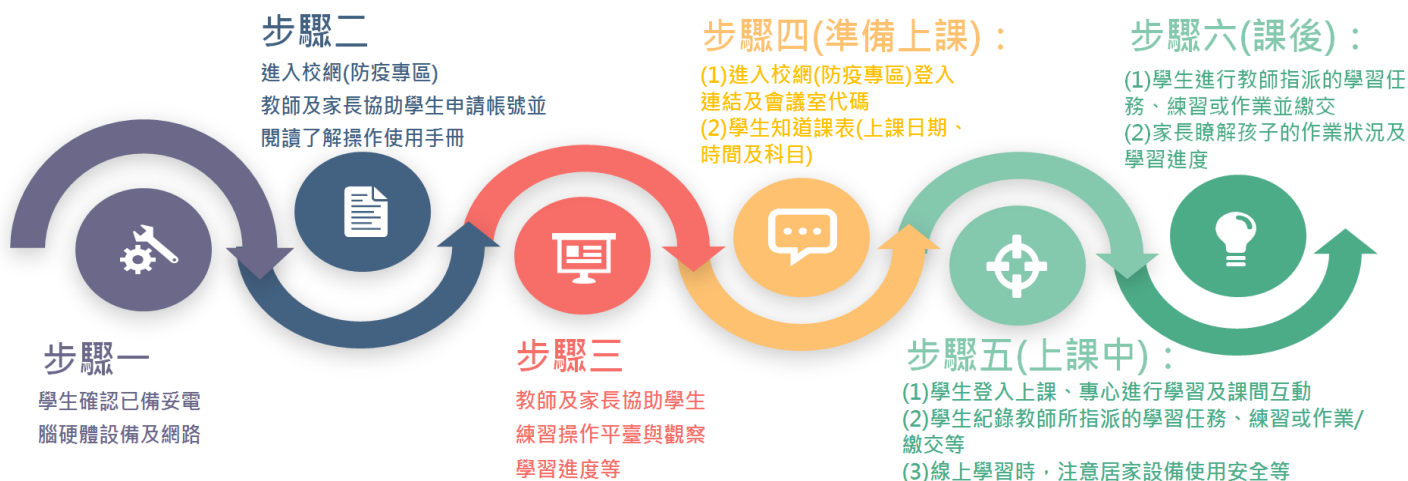 步驟一
學生確認已備妥電
腦硬體設備及網路
步驟二
進入校網(防疫專區)
教師及家長協助學生申請帳號並
閱讀了解操作使用手冊
步驟三
教師及家長協助學生
練習操作平臺與觀察
學習進度等
步驟四(準備上課)：
(1)進入校網(防疫專區)登入
連結及會議室代碼
(2)學生知道課表(上課日期、
時間及科目)
步驟五(上課中)：
(1)學生登入上課、專心進行學習及課間互動
(2)學生紀錄教師所指派的學習任務、練習或作業/
繳交等
(3)線上學習時，注意居家設備使用安全等
步驟六(課後)：
(1)學生進行教師指派的學習任
務、練習或作業並繳交
(2)家長瞭解孩子的作業狀況及
學習進度